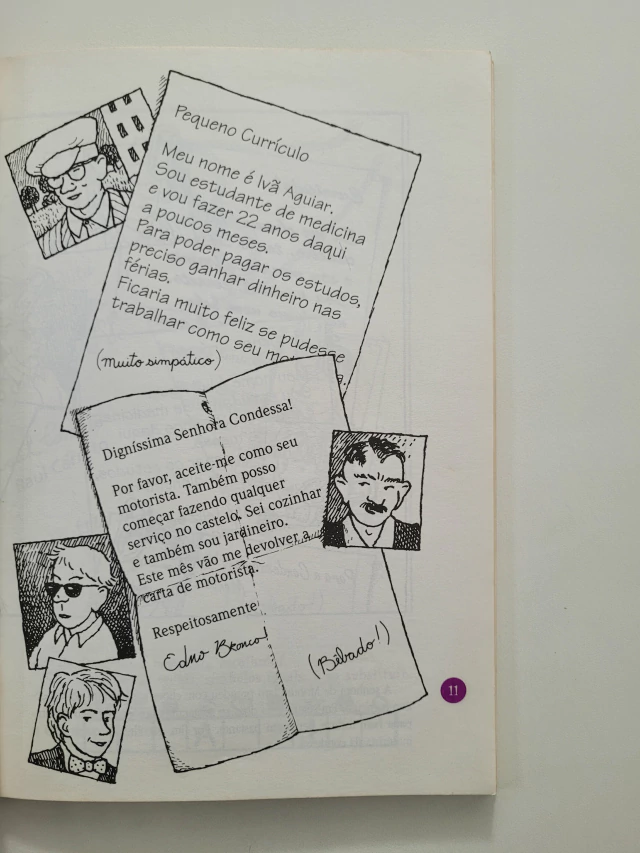 Pequeno Currículo
Meu nome é Ivã Aguiar.
Sou estudante de medicina
e vou fazer 22 anos daqui
a poucos meses.
Para poder pagar os estudos,
preciso ganhar dinheiro nas
férias.
Ficaria muito feliz se pudesse
trabalhar como seu
(muito simpático)
Digníssima Senhora Condessa!
Por favor, aceite-me como seu
motorista. Também posso
começar fazendo qualquer
serviço no castelo. Sei cozinhar
e também sou jardineiro.
Este mês vão me devolver a
carta de motorista.
Respeitosamente
Edno Bronco!
(Bêbado!)
11